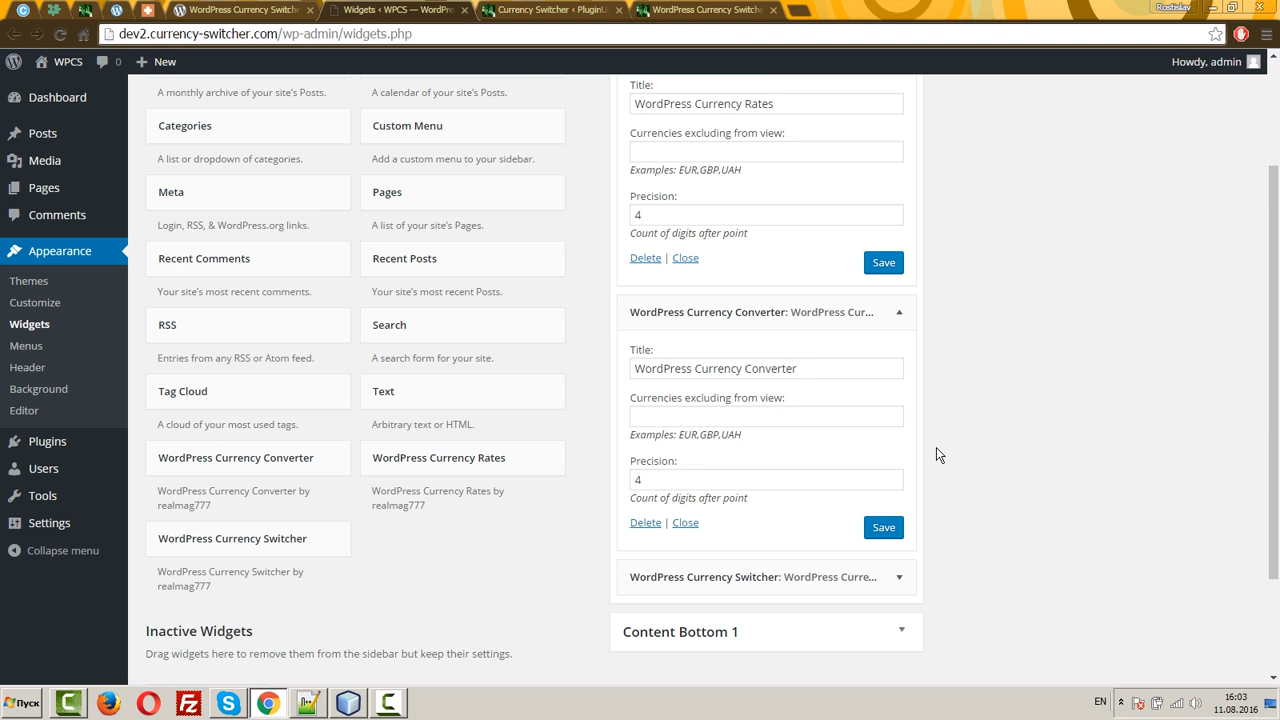 WordPress Currency Switch
Widgets ‹ WPCS — WordPr
Currency Switcher ‹ Plugin
WordPress Currency Switch
Rostislav
dev2.currency-switcher.com/wp-admin/widgets.php
WPCS
0
New
Howdy, admin
Dashboard
Posts
Media
Pages
Comments
Appearance
Themes
Customize
Widgets
Menus
Header
Background
Editor
Plugins
Users
Tools
Settings
Collapse menu
A monthly archive of your site's Posts.
A calendar of your site's Posts.
Categories
Custom Menu
A list or dropdown of categories.
Add a custom menu to your sidebar.
Meta
Pages
Login, RSS, & WordPress.org links.
A list of your site's Pages.
Recent Comments
Recent Posts
Your site's most recent comments.
Your site's most recent Posts.
RSS
Search
Entries from any RSS or Atom feed.
A search form for your site.
Tag Cloud
Text
A cloud of your most used tags.
Arbitrary text or HTML.
WordPress Currency Converter
WordPress Currency Rates
WordPress Currency Converter by
realmag777
WordPress Currency Rates by
realmag777
WordPress Currency Switcher
WordPress Currency Switcher by
realmag777
Inactive Widgets
Drag widgets here to remove them from the sidebar but keep their settings.
Title:
WordPress Currency Rates
Currencies excluding from view:
Examples: EUR,GBP,UAH
Precision:
4
Count of digits after point
Delete | Close
Save
WordPress Currency Converter: WordPress Cur...
Title:
WordPress Currency Converter
Currencies excluding from view:
Examples: EUR,GBP,UAH
Precision:
4
Count of digits after point
Delete | Close
Save
WordPress Currency Switcher: WordPress Curre...
Content Bottom 1
Пуск
EN
16:03
11.08.2016